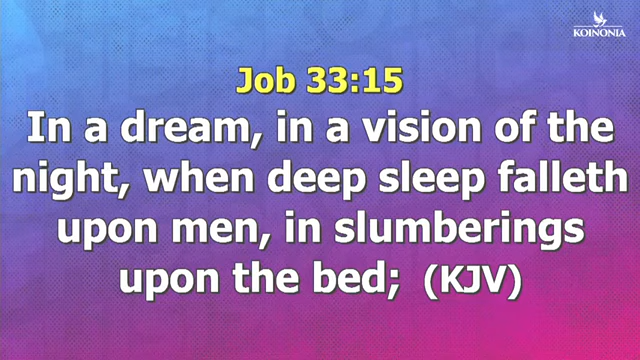 KOINONIA
Job 33:15
In a dream, in a vision of the
night, when deep sleep falleth
upon men, in slumberings
upon the bed; (KJV)